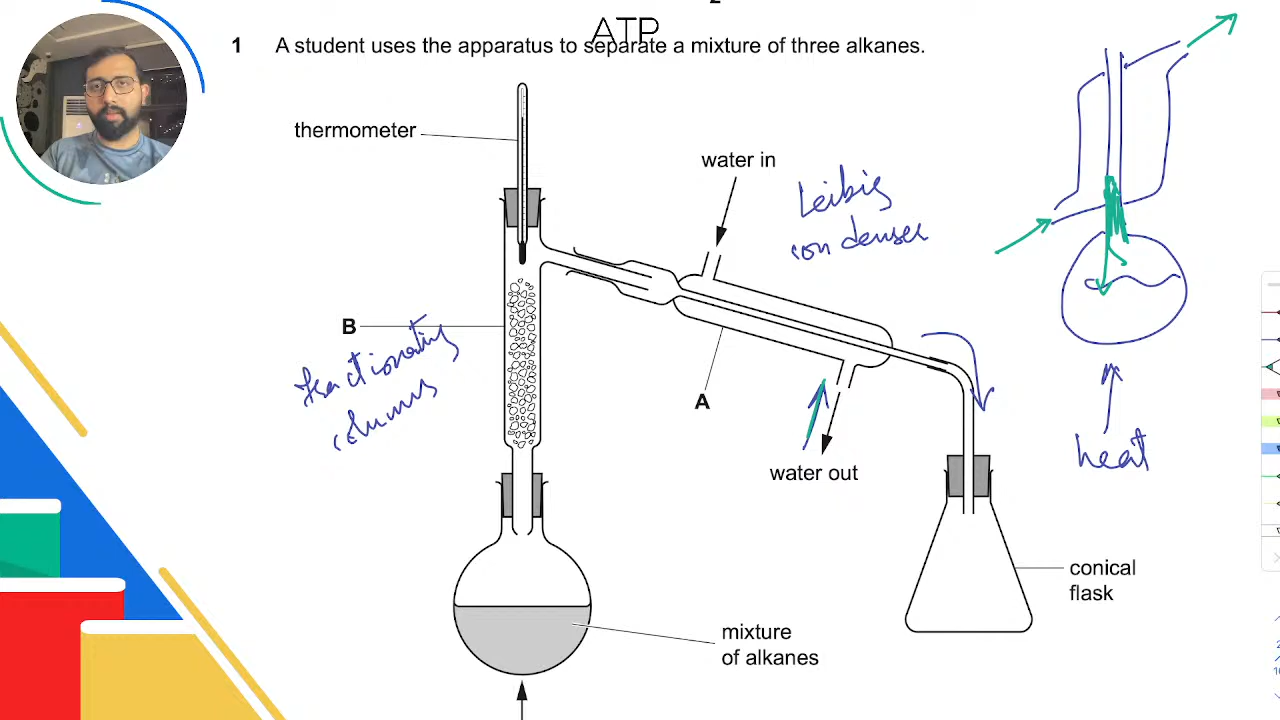 ATP
1 A student uses the apparatus to separate a mixture of three alkanes.
thermometer
water in
Leibig
condenser
B
fractionating
column
A
water out
heat
conical
flask
mixture
of alkanes